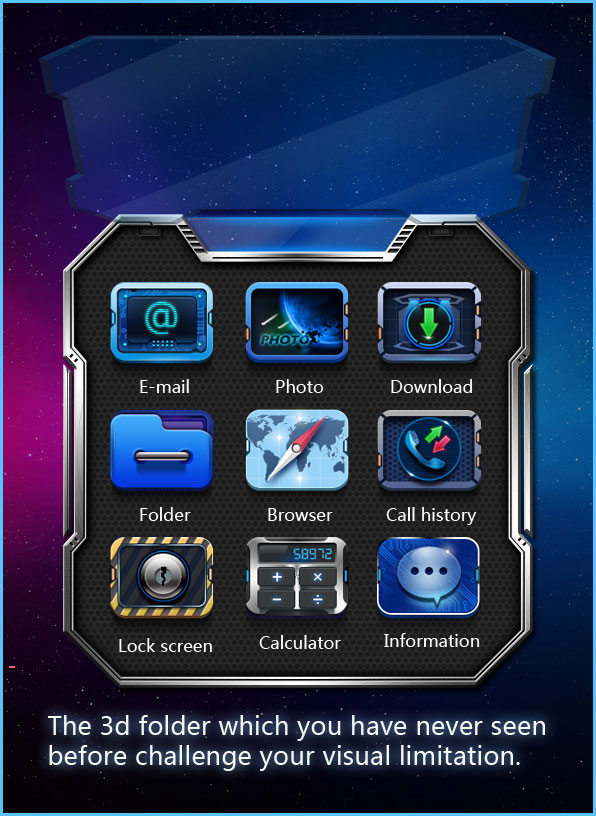 @
PHOTO
E-mail
Photo
Download
Folder
Browser
Call history
58972
+ ×
− ÷
Lock screen
Calculator
Information
The 3d folder which you have never seen
before challenge your visual limitation.